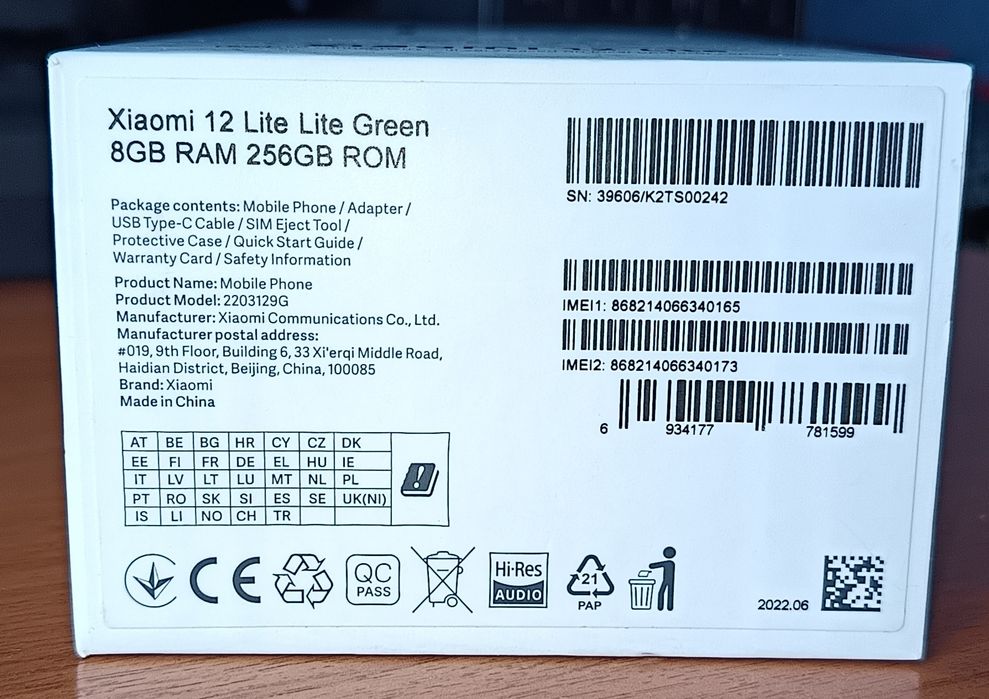 Xiaomi 12 Lite Lite Green
8GB RAM 256GB ROM
Package contents: Mobile Phone / Adapter /
USB Type-C Cable / SIM Eject Tool /
Protective Case / Quick Start Guide /
Warranty Card / Safety Information
Product Name: Mobile Phone
Product Model: 2203129G
Manufacturer: Xiaomi Communications Co., Ltd.
Manufacturer postal address:
#019, 9th Floor, Building 6, 33 Xi'erqi Middle Road,
Haidian District, Beijing, China, 100085
Brand: Xiaomi
Made in China
SN: 39606/K2TS00242
IMEI1: 868214066340165
IMEI2: 868214066340173
6 934177 781599
AT BE BG HR CY CZ DK
EE FI FR DE EL HU IE
IT LV LT LU MT NL PL
PT RO SK SI ES SE UK(NI)
IS LI NO CH TR
CE
QC
PASS
Hi-Res
AUDIO
21
PAP
2022.06